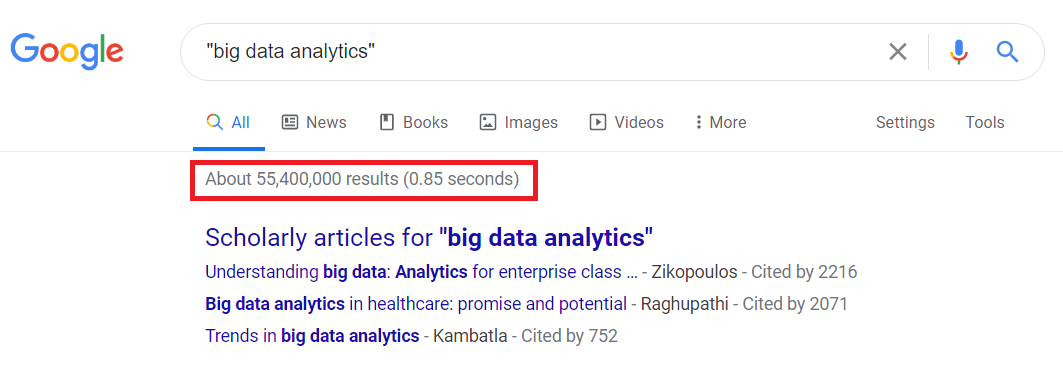 Google "big data analytics"
All News Books Images Videos More Settings Tools
About 55,400,000 results (0.85 seconds)
Scholarly articles for "big data analytics"
Understanding big data: Analytics for enterprise class ... - Zikopoulos - Cited by 2216
Big data analytics in healthcare: promise and potential - Raghupathi - Cited by 2071
Trends in big data analytics - Kambatla - Cited by 752